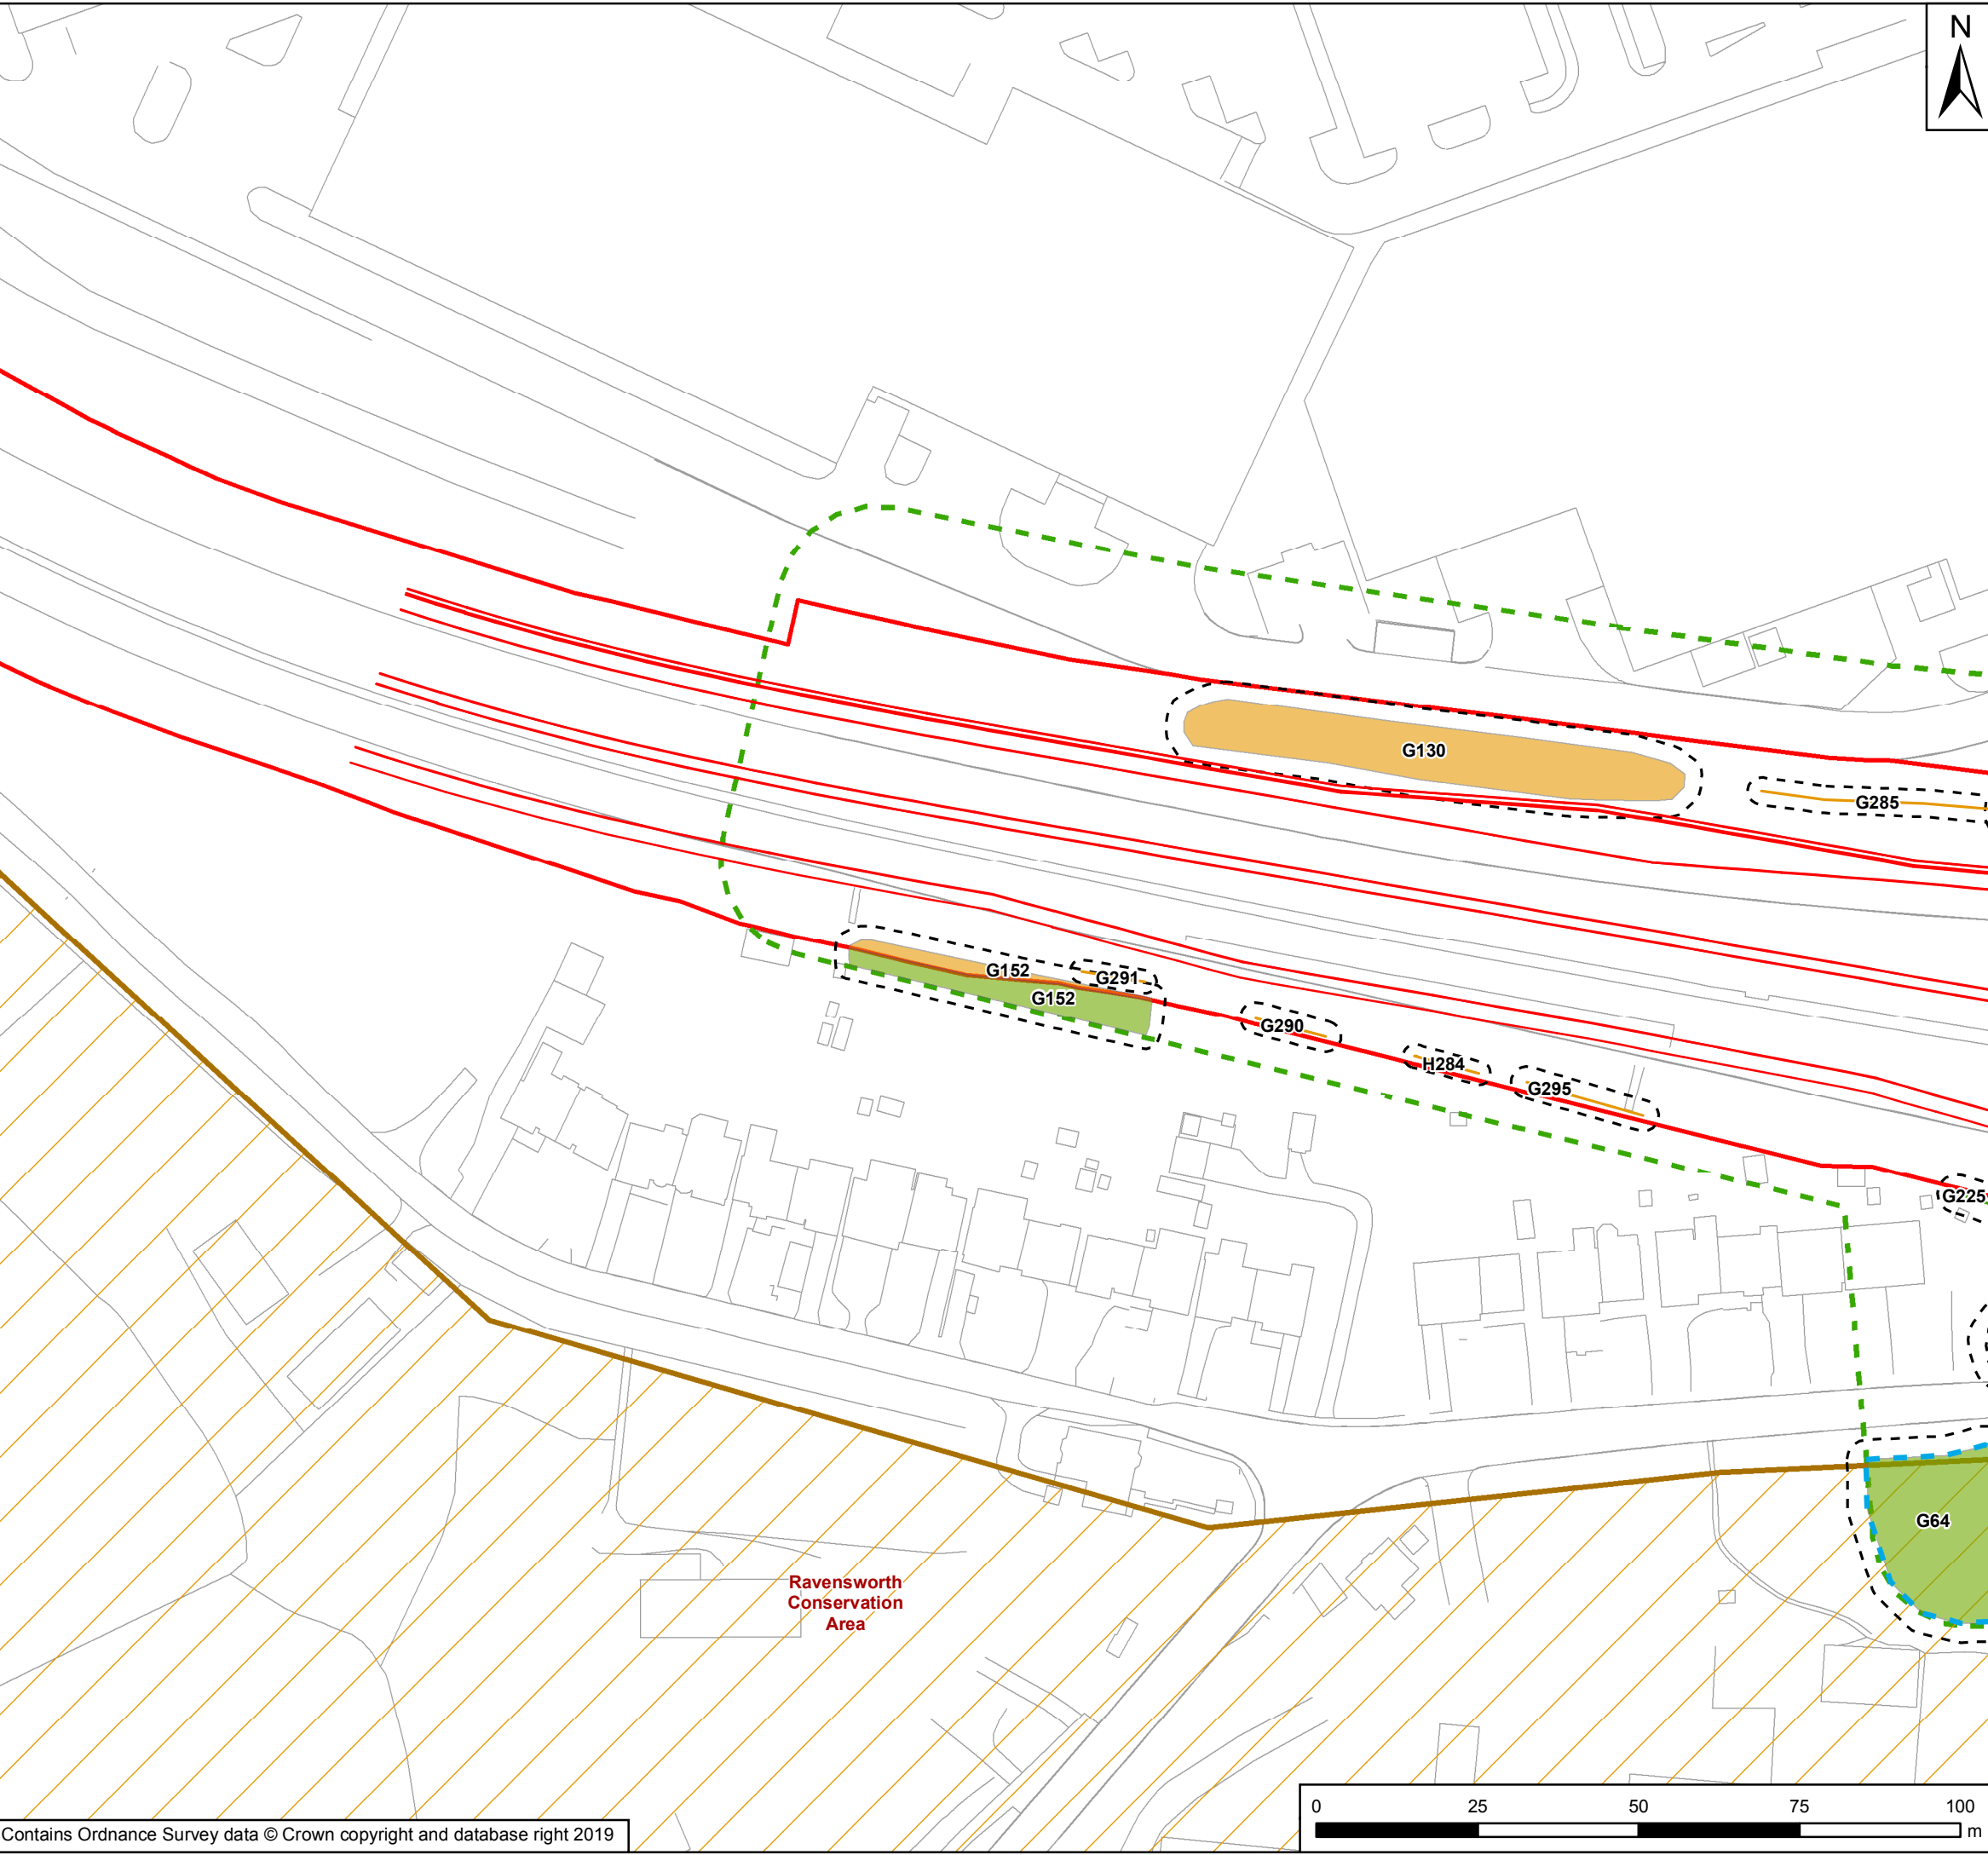 N
G130
G285
G152
G291
G152
G290
H284
G295
G225
G64
Ravensworth
Conservation
Area
0 25 50 75 100
m
Contains Ordnance Survey data © Crown copyright and database right 2019